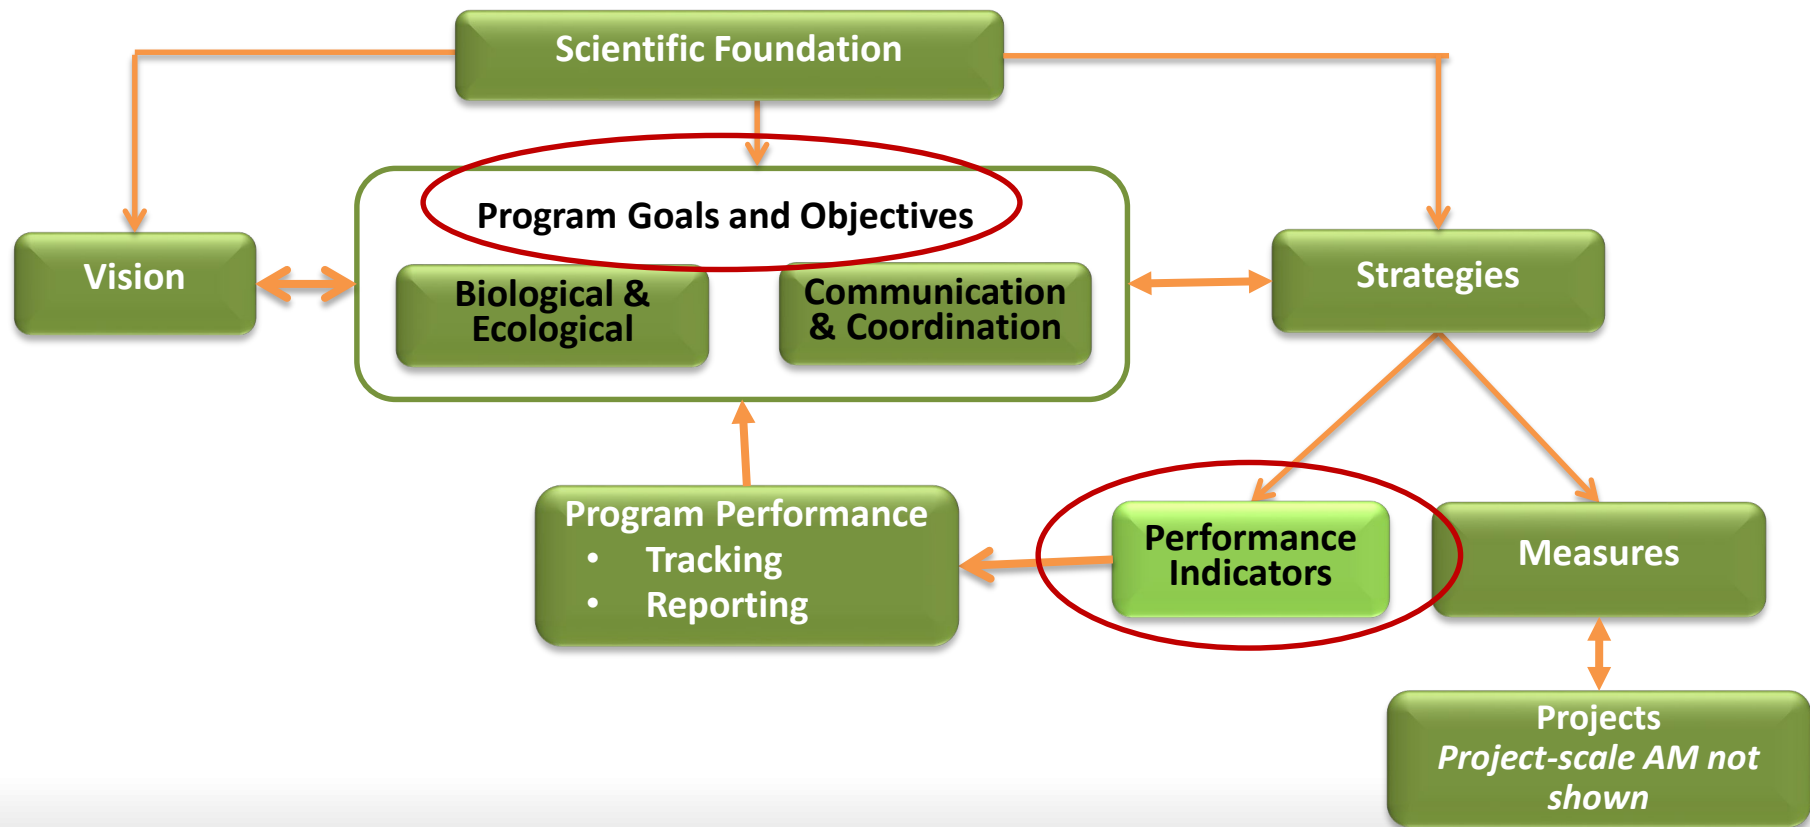 Scientific Foundation
Program Goals and Objectives
Vision
Biological &
Ecological
Communication
& Coordination
Strategies
Program Performance
• Tracking
• Reporting
Performance
Indicators
Measures
Projects
Project-scale AM not
shown